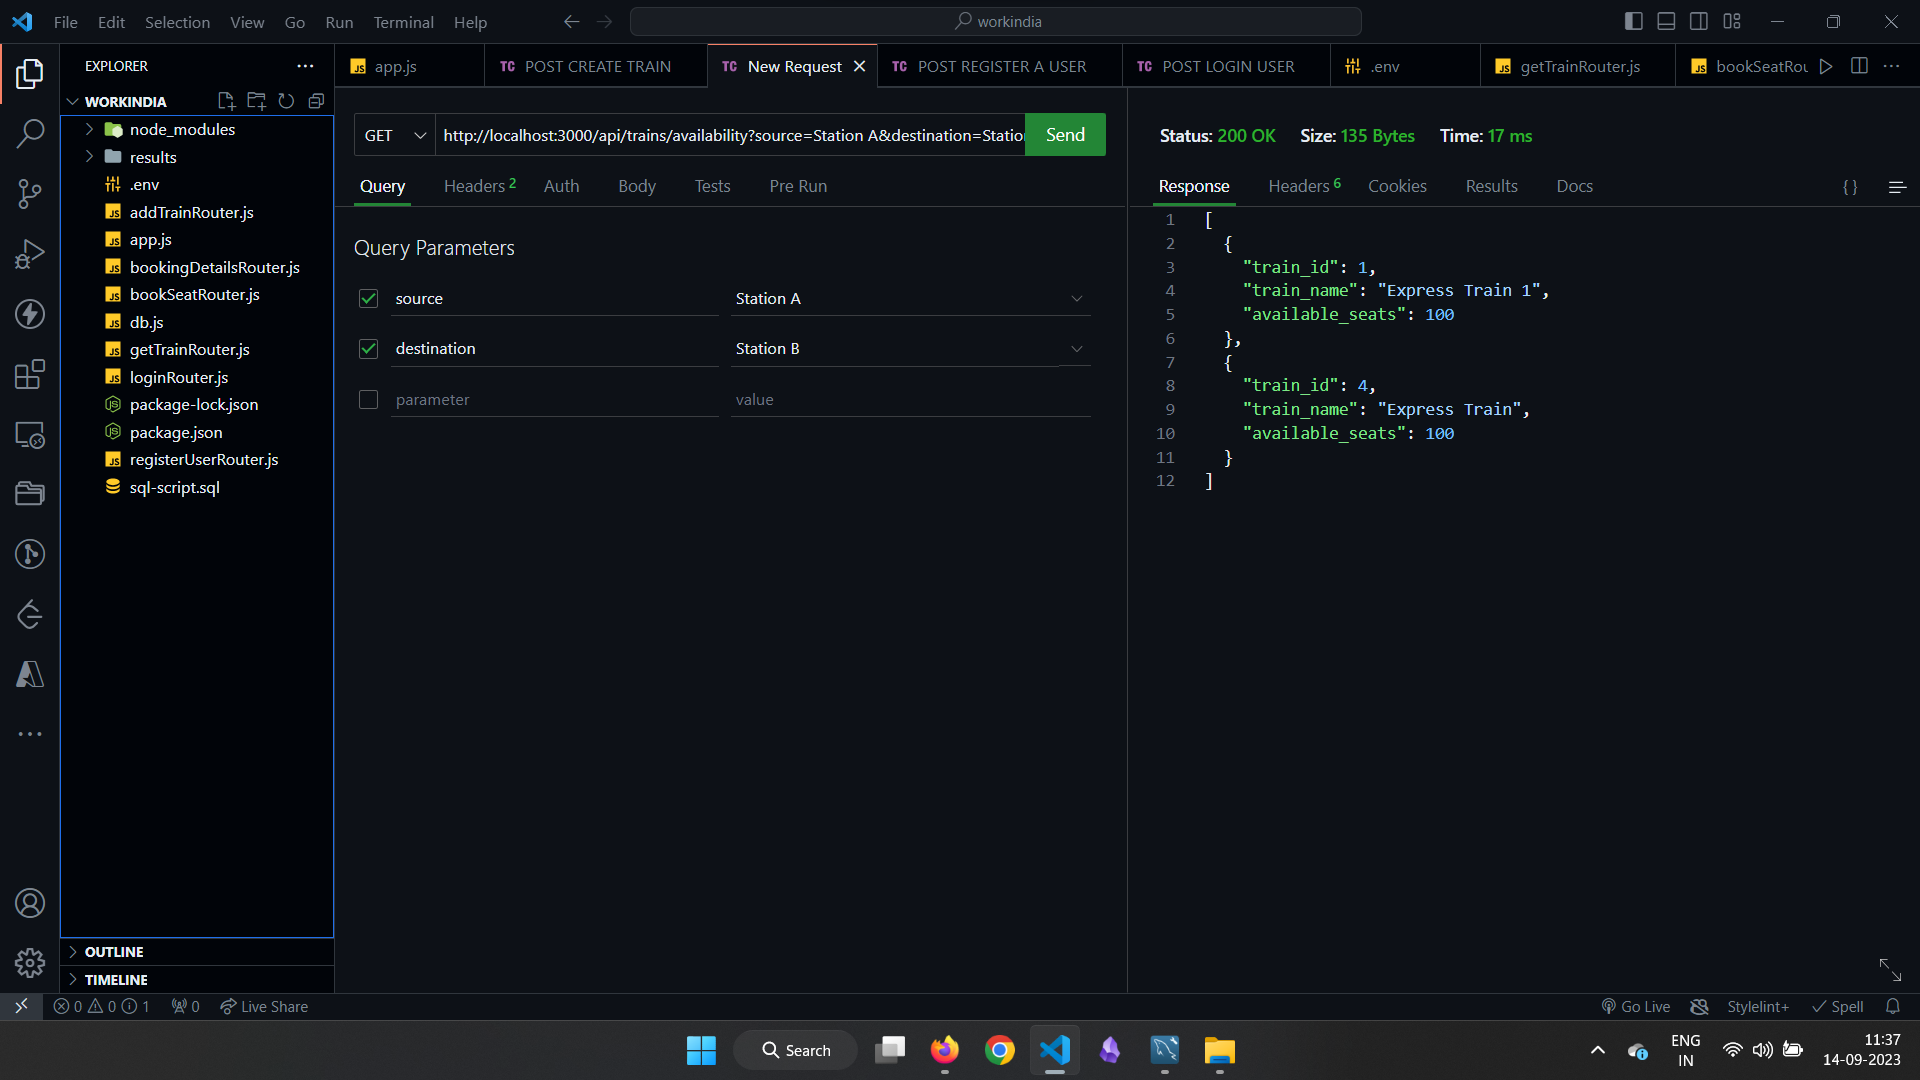 File Edit Selection View Go Run Terminal Help
workindia
EXPLORER
WORKINDIA
node_modules
results
.env
addTrainRouter.js
app.js
bookingDetailsRouter.js
bookSeatRouter.js
db.js
getTrainRouter.js
loginRouter.js
package-lock.json
package.json
registerUserRouter.js
sql-script.sql
OUTLINE
TIMELINE
JS app.js
TC POST CREATE TRAIN
TC New Request
TC POST REGISTER A USER
TC POST LOGIN USER
.env
JS getTrainRouter.js
JS bookSeatRou
GET http://localhost:3000/api/trains/availability?source=Station A&destination=Station Send
Query Headers 2 Auth Body Tests Pre Run
Query Parameters
source Station A
destination Station B
parameter value
Status: 200 OK Size: 135 Bytes Time: 17 ms
Response Headers 6 Cookies Results Docs {}
1 [
2 {
3 "train_id": 1,
4 "train_name": "Express Train 1",
5 "available_seats": 100
6 },
7 {
8 "train_id": 4,
9 "train_name": "Express Train",
10 "available_seats": 100
11 }
12 ]
0 0 1 0 Live Share
Go Live Stylelint+ Spell
Search
ENG
IN
11:37
14-09-2023